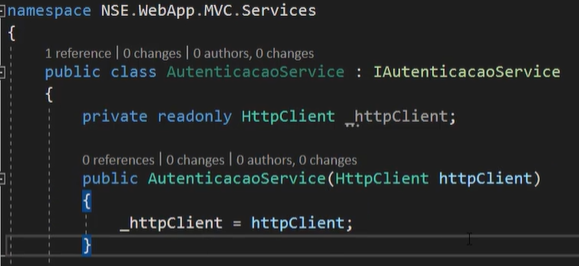 namespace NSE.WebApp.MVC.Services
{
1 reference | 0 changes | 0 authors, 0 changes
public class AutenticacaoService : IAutenticacaoService
{
private readonly HttpClient _httpClient;
0 references | 0 changes | 0 authors, 0 changes
public AutenticacaoService(HttpClient httpClient)
{
_httpClient = httpClient;
}